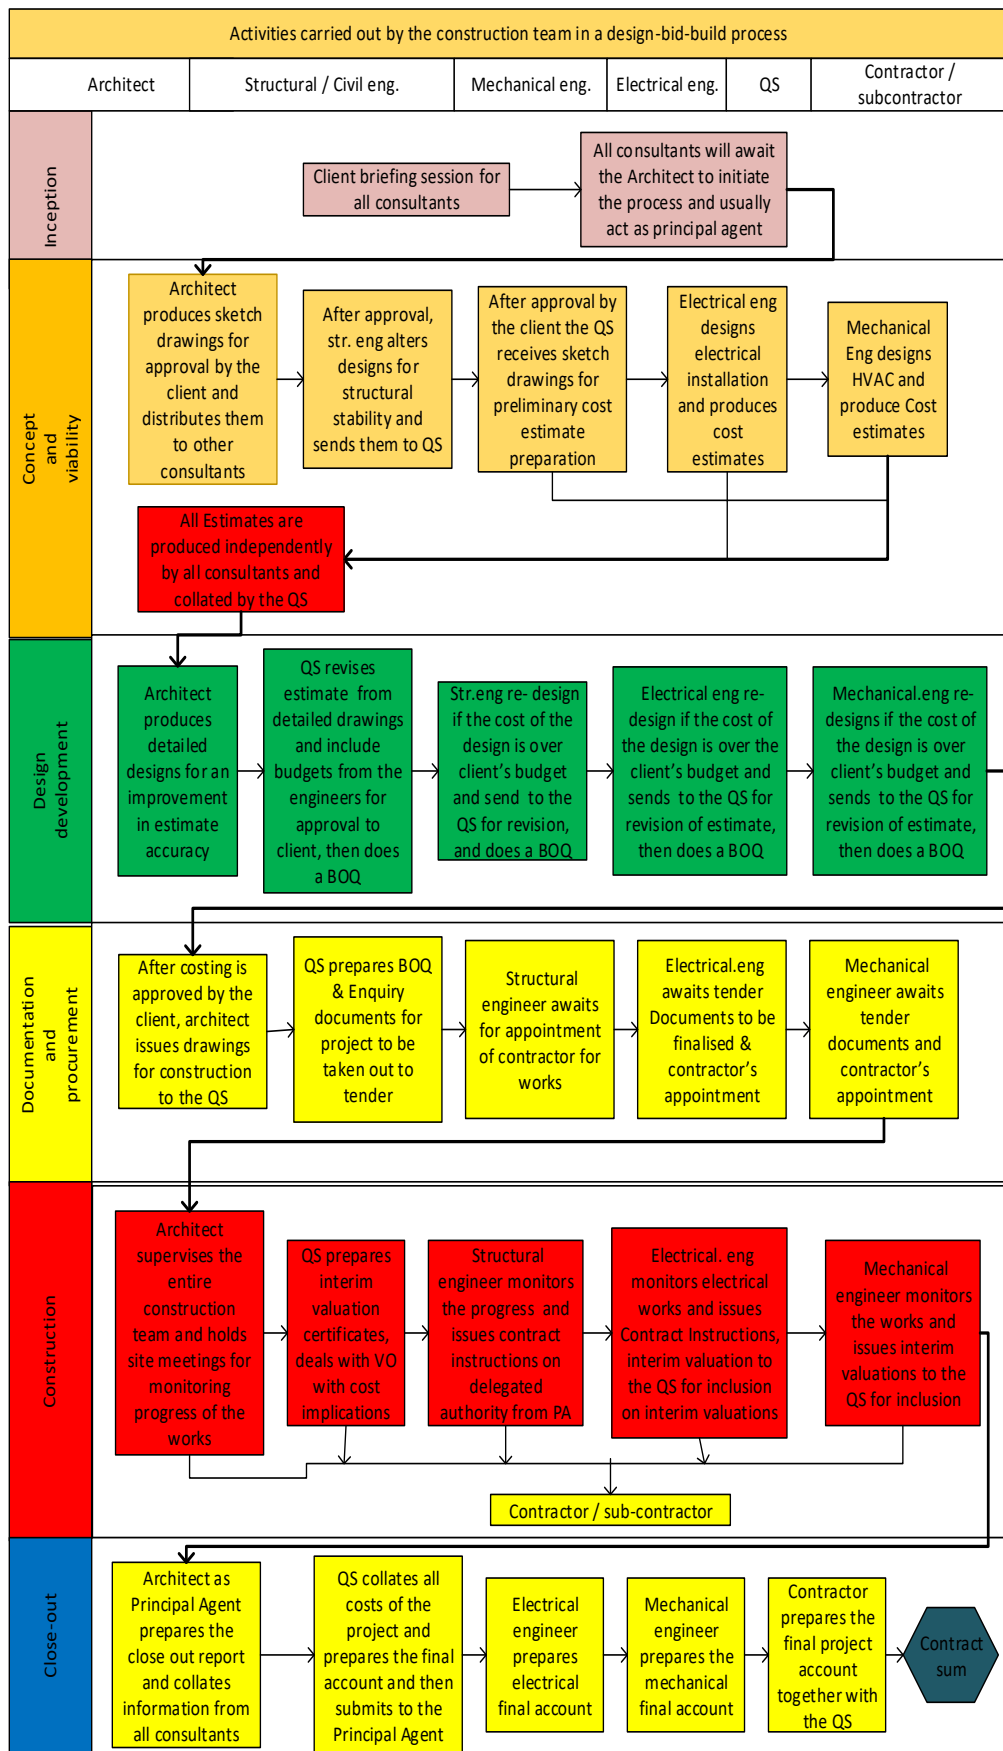 Activities carried out by the construction team in a design-bid-build process
Architect
Structural / Civil eng.
Mechanical eng.
Electrical eng.
QS
Contractor /
subcontractor
Inception
Client briefing session for
all consultants
All consultants will await
the Architect to initiate
the process and usually
act as principal agent
Concept
and
viability
Architect
produces sketch
drawings for
approval by the
client and
distributes them
to other
consultants
After approval,
str. eng alters
designs for
structural
stability and
sends them to QS
After approval by
the client the QS
receives sketch
drawings for
preliminary cost
estimate
preparation
Electrical eng
designs
electrical
installation
and produces
cost
estimates
Mechanical
Eng designs
HVAC and
produce Cost
estimates
All Estimates are
produced independently
by all consultants and
collated by the QS
Design
development
Architect
produces
detailed
designs for an
improvement
in estimate
accuracy
QS revises
estimate from
detailed drawings
and include
budgets from the
engineers for
approval to
client, then does
a BOQ
Str.eng re- design
if the cost of the
design is over
client's budget
and send to the
QS for revision,
and does a BOQ
Electrical eng re-
design if the cost of
the design is over the
client's budget and
sends to the QS for
revision of estimate,
then does a BOQ
Mechanical.eng re-
designs if the cost of
the design is over
client's budget and
sends to the QS for
revision of estimate,
then does a BOQ
Documentation
and
procurement
After costing is
approved by the
client, architect
issues drawings
for construction
to the QS
QS prepares BOQ
& Enquiry
documents for
project to be
taken out to
tender
Structural
engineer awaits
for appointment
of contractor for
works
Electrical.eng
awaits tender
Documents to be
finalised &
contractor's
appointment
Mechanical
engineer awaits
tender
documents and
contractor's
appointment
Construction
Architect
supervises the
entire
construction
team and holds
site meetings for
monitoring
progress of the
works
QS prepares
interim
valuation
certificates,
deals with VO
with cost
implications
Structural
engineer monitors
the progress and
issues contract
instructions on
delegated
authority from PA
Electrical. eng
monitors electrical
works and issues
Contract Instructions,
interim valuation to
the QS for inclusion
on interim valuations
Mechanical
engineer monitors
the works and
issues interim
valuations to the
QS for inclusion
Contractor / sub-contractor
Close-out
Architect as
Principal Agent
prepares the
close out report
and collates
information from
all consultants
QS collates all
costs of the
project and
prepares the final
account and then
submits to the
Principal Agent
Electrical
engineer
prepares
electrical
final account
Mechanical
engineer
prepares the
mechanical
final account
Contractor
prepares the
final project
account
together with
the QS
Contract
sum